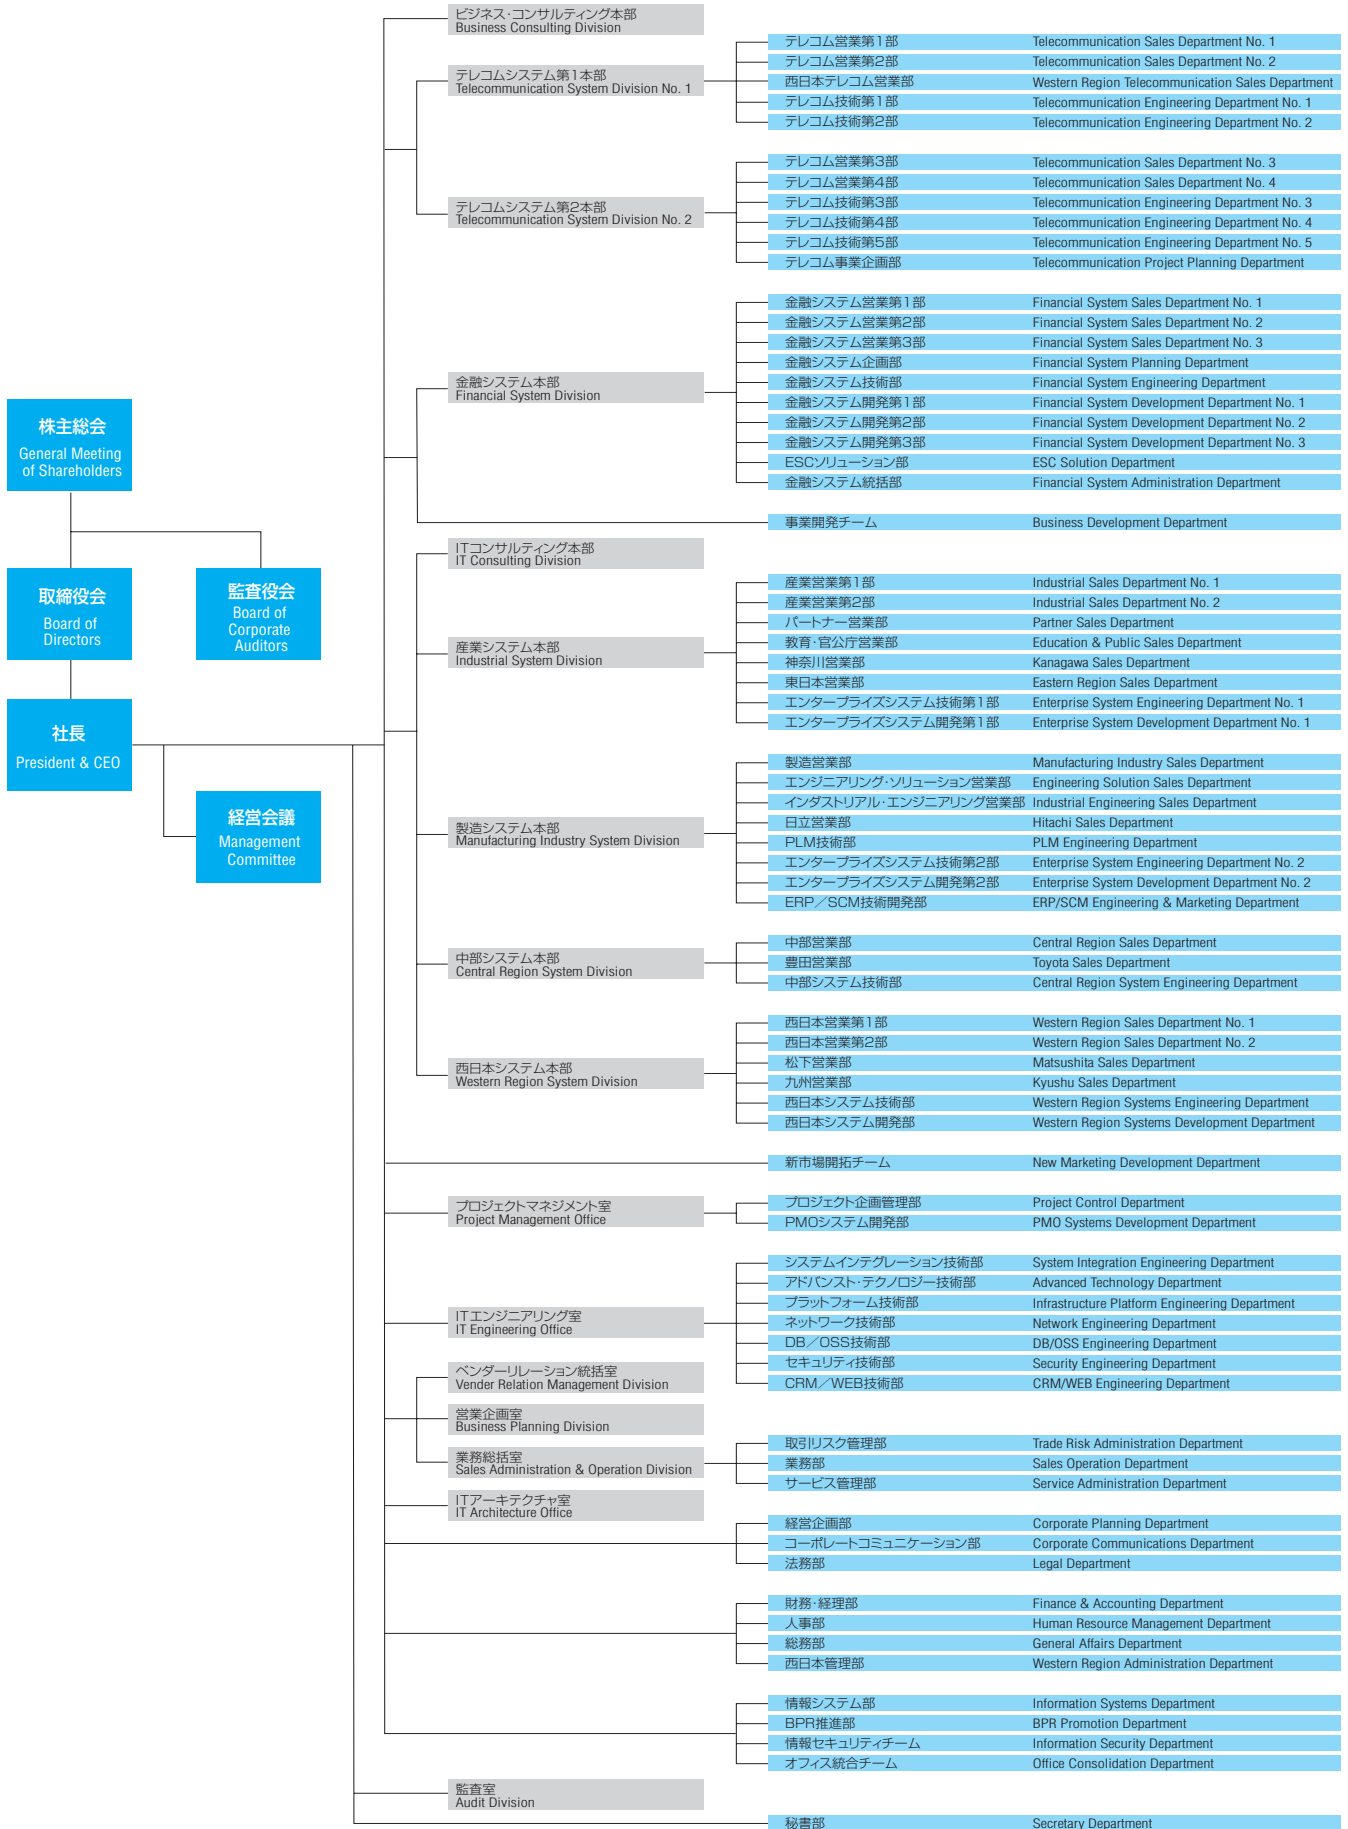 株主総会
General Meeting
of Shareholders
取締役会
Board of
Directors
監査役会
Board of
Corporate
Auditors
社長
President & CEO
経営会議
Management
Committee
ビジネス・コンサルティング本部
Business Consulting Division
テレコムシステム第1本部
Telecommunication System Division No. 1
テレコム営業第1部 Telecommunication Sales Department No. 1
テレコム営業第2部 Telecommunication Sales Department No. 2
西日本テレコム営業部 Western Region Telecommunication Sales Department
テレコム技術第1部 Telecommunication Engineering Department No. 1
テレコム技術第2部 Telecommunication Engineering Department No. 2
テレコムシステム第2本部
Telecommunication System Division No. 2
テレコム営業第3部 Telecommunication Sales Department No. 3
テレコム営業第4部 Telecommunication Sales Department No. 4
テレコム技術第3部 Telecommunication Engineering Department No. 3
テレコム技術第4部 Telecommunication Engineering Department No. 4
テレコム技術第5部 Telecommunication Engineering Department No. 5
テレコム事業企画部 Telecommunication Project Planning Department
金融システム本部
Financial System Division
金融システム営業第1部 Financial System Sales Department No. 1
金融システム営業第2部 Financial System Sales Department No. 2
金融システム営業第3部 Financial System Sales Department No. 3
金融システム企画部 Financial System Planning Department
金融システム技術部 Financial System Engineering Department
金融システム開発第1部 Financial System Development Department No. 1
金融システム開発第2部 Financial System Development Department No. 2
金融システム開発第3部 Financial System Development Department No. 3
ESCソリューション部 ESC Solution Department
金融システム統括部 Financial System Administration Department
事業開発チーム Business Development Department
ITコンサルティング本部
IT Consulting Division
産業システム本部
Industrial System Division
産業営業第1部 Industrial Sales Department No. 1
産業営業第2部 Industrial Sales Department No. 2
パートナー営業部 Partner Sales Department
教育・官公庁営業部 Education & Public Sales Department
神奈川営業部 Kanagawa Sales Department
東日本営業部 Eastern Region Sales Department
エンタープライズシステム技術第1部 Enterprise System Engineering Department No. 1
エンタープライズシステム開発第1部 Enterprise System Development Department No. 1
製造システム本部
Manufacturing Industry System Division
製造営業部 Manufacturing Industry Sales Department
エンジニアリング・ソリューション営業部 Engineering Solution Sales Department
インダストリアル・エンジニアリング営業部 Industrial Engineering Sales Department
日立営業部 Hitachi Sales Department
PLM技術部 PLM Engineering Department
エンタープライズシステム技術第2部 Enterprise System Engineering Department No. 2
エンタープライズシステム開発第2部 Enterprise System Development Department No. 2
ERP／SCM技術開発部 ERP/SCM Engineering & Marketing Department
中部システム本部
Central Region System Division
中部営業部 Central Region Sales Department
豊田営業部 Toyota Sales Department
中部システム技術部 Central Region System Engineering Department
西日本システム本部
Western Region System Division
西日本営業第1部 Western Region Sales Department No. 1
西日本営業第2部 Western Region Sales Department No. 2
松下営業部 Matsushita Sales Department
九州営業部 Kyushu Sales Department
西日本システム技術部 Western Region Systems Engineering Department
西日本システム開発部 Western Region Systems Development Department
新市場開拓チーム New Marketing Development Department
プロジェクトマネジメント室
Project Management Office
プロジェクト企画管理部 Project Control Department
PMOシステム開発部 PMO Systems Development Department
ITエンジニアリング室
IT Engineering Office
システムインテグレーション技術部 System Integration Engineering Department
アドバンスト・テクノロジー技術部 Advanced Technology Department
プラットフォーム技術部 Infrastructure Platform Engineering Department
ネットワーク技術部 Network Engineering Department
DB／OSS技術部 DB/OSS Engineering Department
セキュリティ技術部 Security Engineering Department
CRM／WEB技術部 CRM/WEB Engineering Department
ベンダーリレーション統括室
Vender Relation Management Division
営業企画室
Business Planning Division
業務総括室
Sales Administration & Operation Division
取引リスク管理部 Trade Risk Administration Department
業務部 Sales Operation Department
サービス管理部 Service Administration Department
ITアーキテクチャ室
IT Architecture Office
経営企画部 Corporate Planning Department
コーポレートコミュニケーション部 Corporate Communications Department
法務部 Legal Department
財務・経理部 Finance & Accounting Department
人事部 Human Resource Management Department
総務部 General Affairs Department
西日本管理部 Western Region Administration Department
情報システム部 Information Systems Department
BPR推進部 BPR Promotion Department
情報セキュリティチーム Information Security Department
オフィス統合チーム Office Consolidation Department
監査室
Audit Division
秘書部 Secretary Department